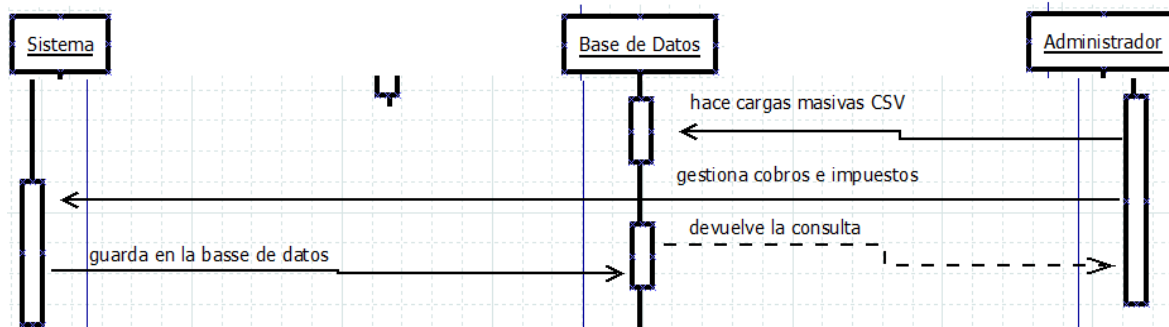 Sistema
Base de Datos
Administrador
hace cargas masivas CSV
gestiona cobros e impuestos
devuelve la consulta
guarda en la basse de datos